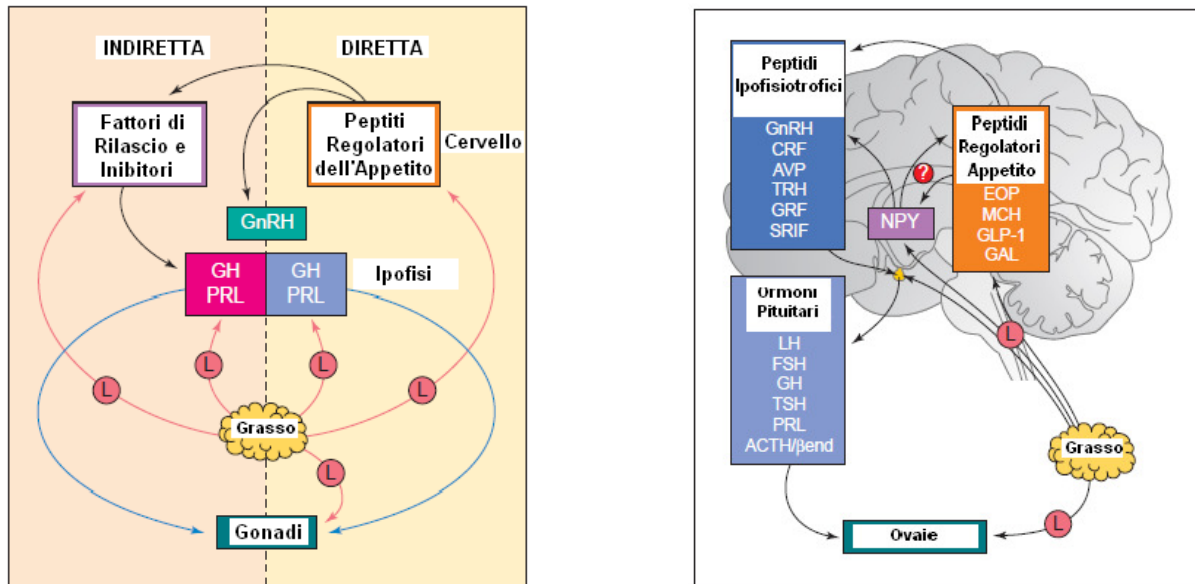 INDIRETTA
DIRETTA
Fattori di
Rilascio e
Inibitori
Peptiti
Regolatori
dell'Appetito
Cervello
GnRH
GH
PRL
GH
PRL
Ipofisi
L
L
L
L
Grasso
L
Gonadi
Peptidi
Ipofisiotrofici
GnRH
CRF
AVP
TRH
GRF
SRIF
?
NPY
Peptidi
Regolatori
Appetito
EOP
MCH
GLP-1
GAL
Ormoni
Pituitari
LH
FSH
GH
TSH
PRL
ACTH/βend
L
Grasso
L
Ovaie